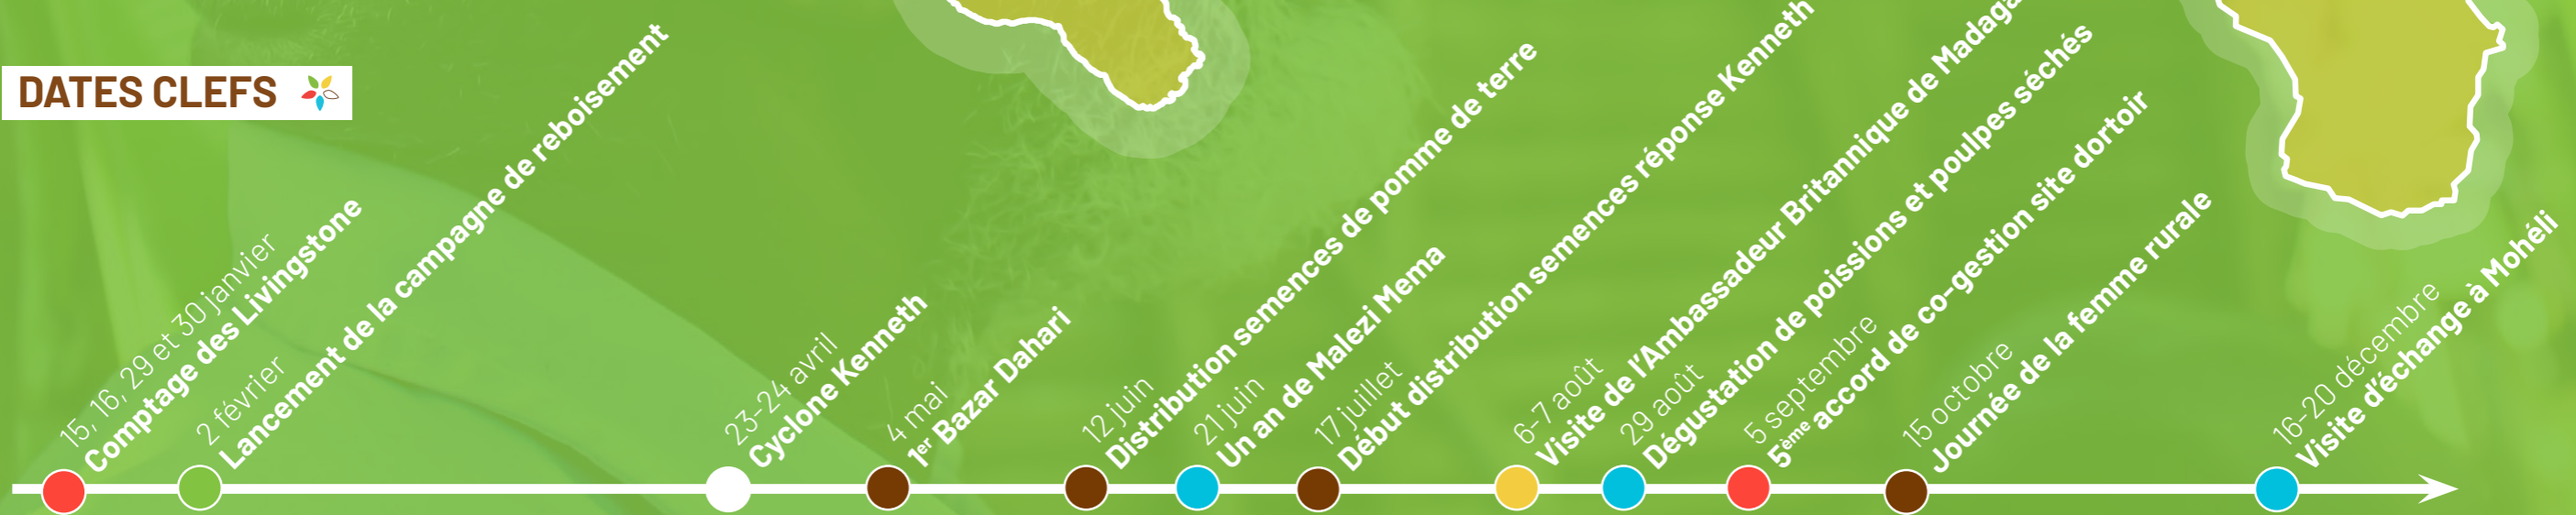 DATES CLEFS
15, 16, 29 et 30 janvier
Comptage des Livingstone
2 février
Lancement de la campagne de reboisement
23-24 avril
Cyclone Kenneth
4 mai
1er Bazar Dahari
12 juin
Distribution semences de pomme de terre
21 juin
Un an de Malezi Mema
17 juillet
Début distribution semences réponse Kenneth
6-7 août
Visite de l'Ambassadeur Britannique de
29 août
Dégustation de poissions et poulpes séchés
5 septembre
5ème accord de co-gestion site dortoir
15 octobre
Journée de la femme rurale
16-20 décembre
Visite d'échange à Mohéli